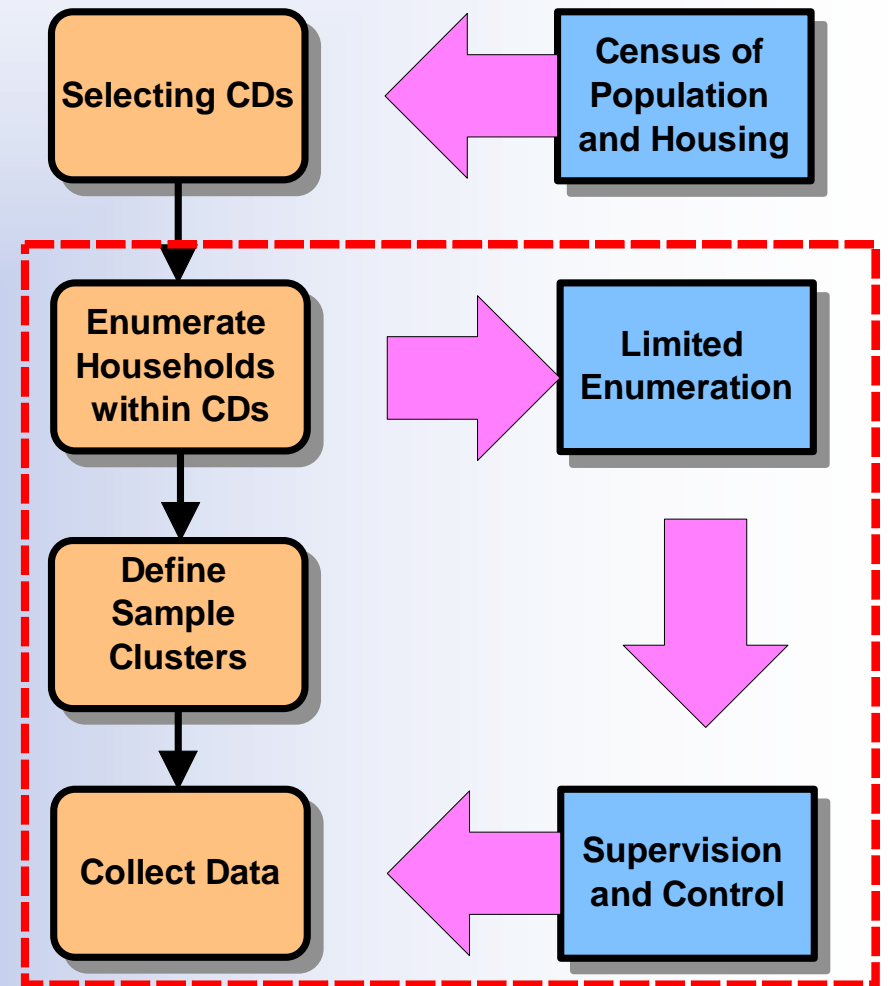 Selecting CDs
Census of
Population
and Housing
Enumerate
Households
within CDs
Limited
Enumeration
Define
Sample
Clusters
Collect Data
Supervision
and Control